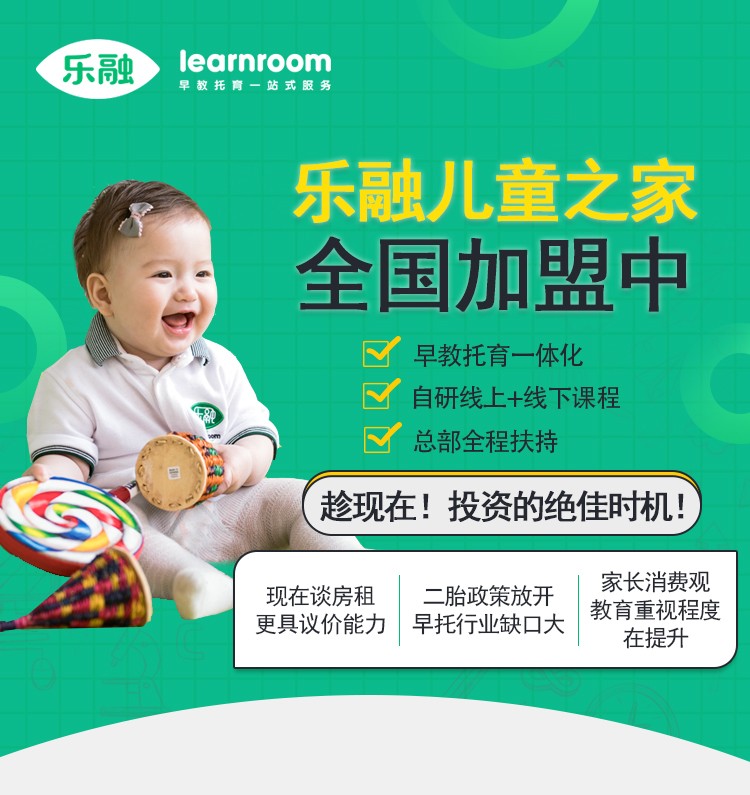 乐融
learnroom
早教托育一站式服务
乐融儿童之家
全国加盟中
早教托育一体化
自研线上+线下课程
总部全程扶持
乐融
趁现在！投资的绝佳时机！
现在谈房租
更具议价能力
二胎政策放开
早托行业缺口大
家长消费观
教育重视程度
在提升